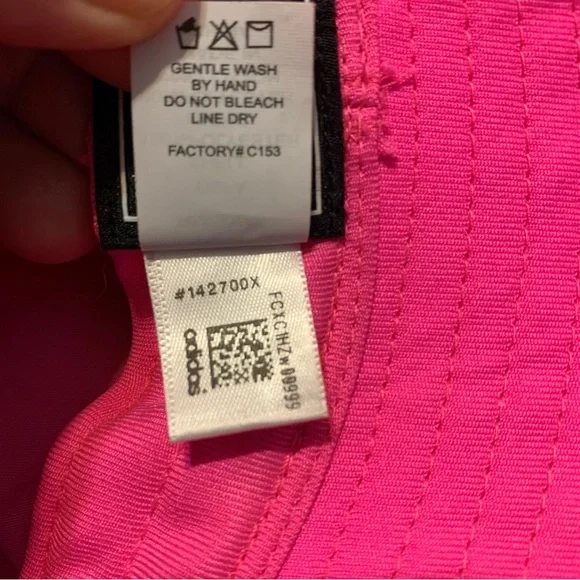 GENTLE WASH
BY HAND
DO NOT BLEACH
LINE DRY
FACTORY# C153
#142700X
adidas